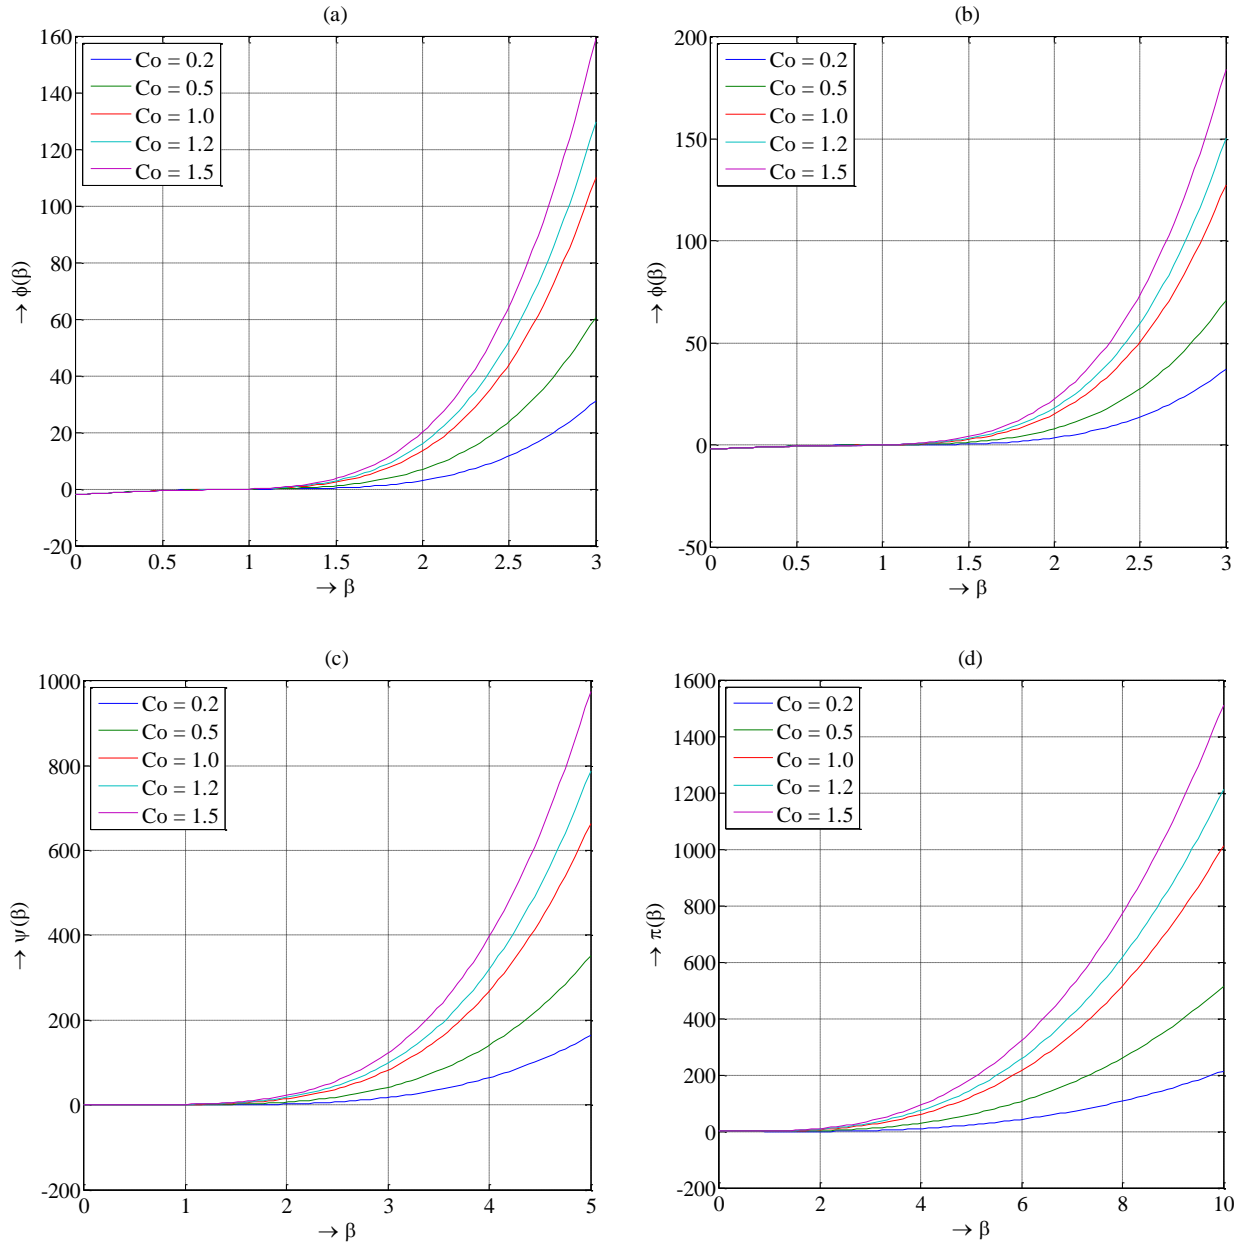 (a)
160
140
120
100
80
60
40
20
0
-20
Co = 0.2
Co = 0.5
Co = 1.0
Co = 1.2
Co = 1.5
→ ϕ(β)
0 0.5 1 1.5 2 2.5 3
→ β
(b)
200
150
100
50
0
-50
Co = 0.2
Co = 0.5
Co = 1.0
Co = 1.2
Co = 1.5
→ ϕ(β)
0 0.5 1 1.5 2 2.5 3
→ β
(c)
1000
800
600
400
200
0
-200
Co = 0.2
Co = 0.5
Co = 1.0
Co = 1.2
Co = 1.5
→ ψ(β)
0 1 2 3 4 5
→ β
(d)
1600
1400
1200
1000
800
600
400
200
0
-200
Co = 0.2
Co = 0.5
Co = 1.0
Co = 1.2
Co = 1.5
→ π(β)
0 2 4 6 8 10
→ β